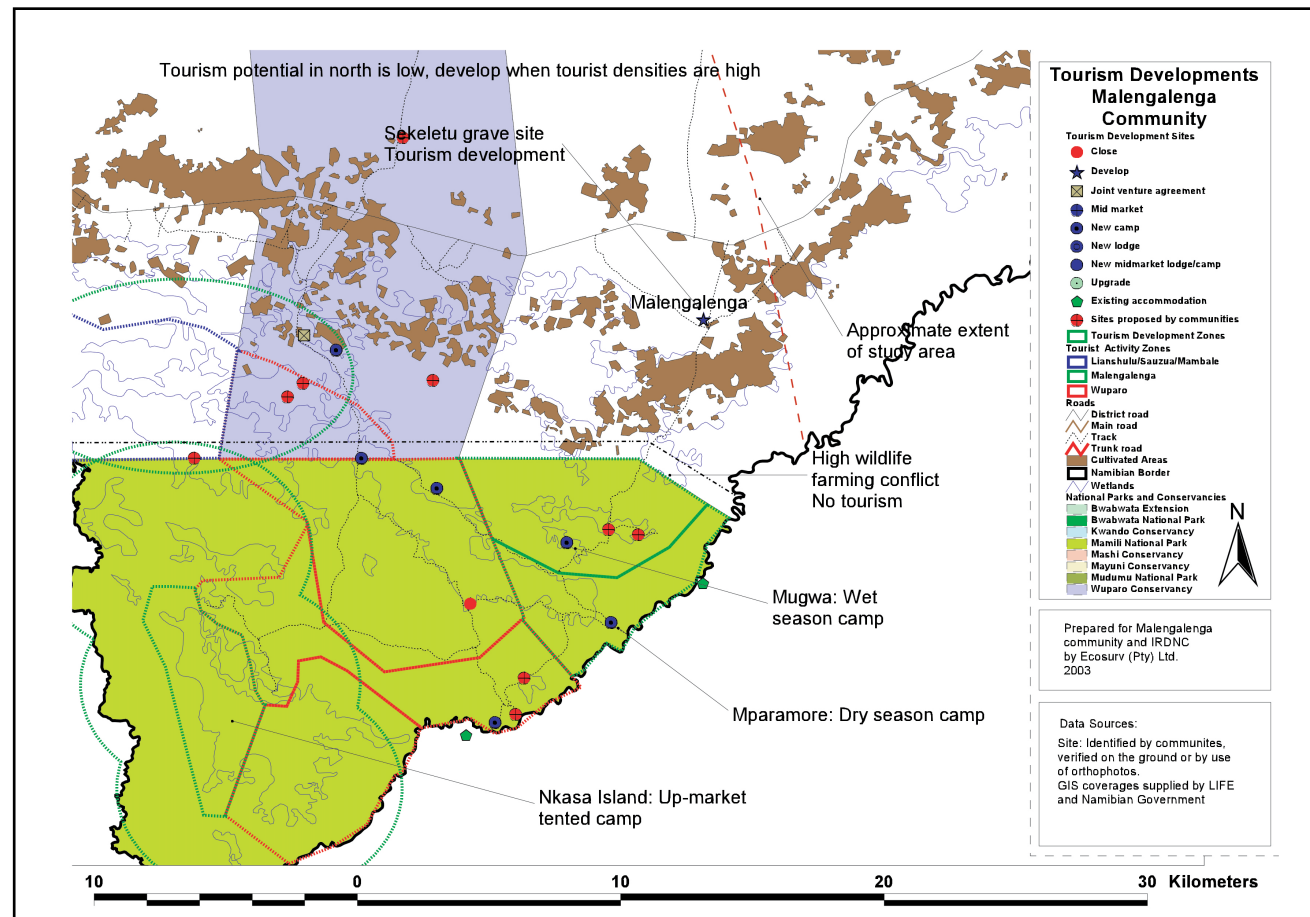 Tourism potential in north is low, develop when tourist densities are high
Sekeletu grave site
Tourism development
Malengalenga
Approximate extent
of study area
High wildlife
farming conflict
No tourism
Mugwa: Wet
season camp
Mparamore: Dry season camp
Nkasa Island: Up-market
tented camp
Tourism Developments
Malengalenga
Community
Tourism Development Sites
Close
Develop
Joint venture agreement
Mid market
New camp
New lodge
New midmarket lodge/camp
Upgrade
Existing accommodation
Sites proposed by communities
Tourism Development Zones
Tourist Activity Zones
Lianshulu/Sauzua/Mambale
Malengalenga
Wuparo
Roads
District road
Main road
Track
Trunk road
Cultivated Areas
Namibian Border
Wetlands
National Parks and Conservancies
Bwabwata Extension
Bwabwata National Park
Kwando Conservancy
Mamili National Park
Mashi Conservancy
Mayuni Conservancy
Mudumu National Park
Wuparo Conservancy
N
Prepared for Malengalenga
community and IRDNC
by Ecosurv (Pty) Ltd.
2003
Data Sources:
Site: Identified by communites,
verified on the ground or by use
of orthophotos.
GIS coverages supplied by LIFE
and Namibian Government
10 0 10 20 30 Kilometers